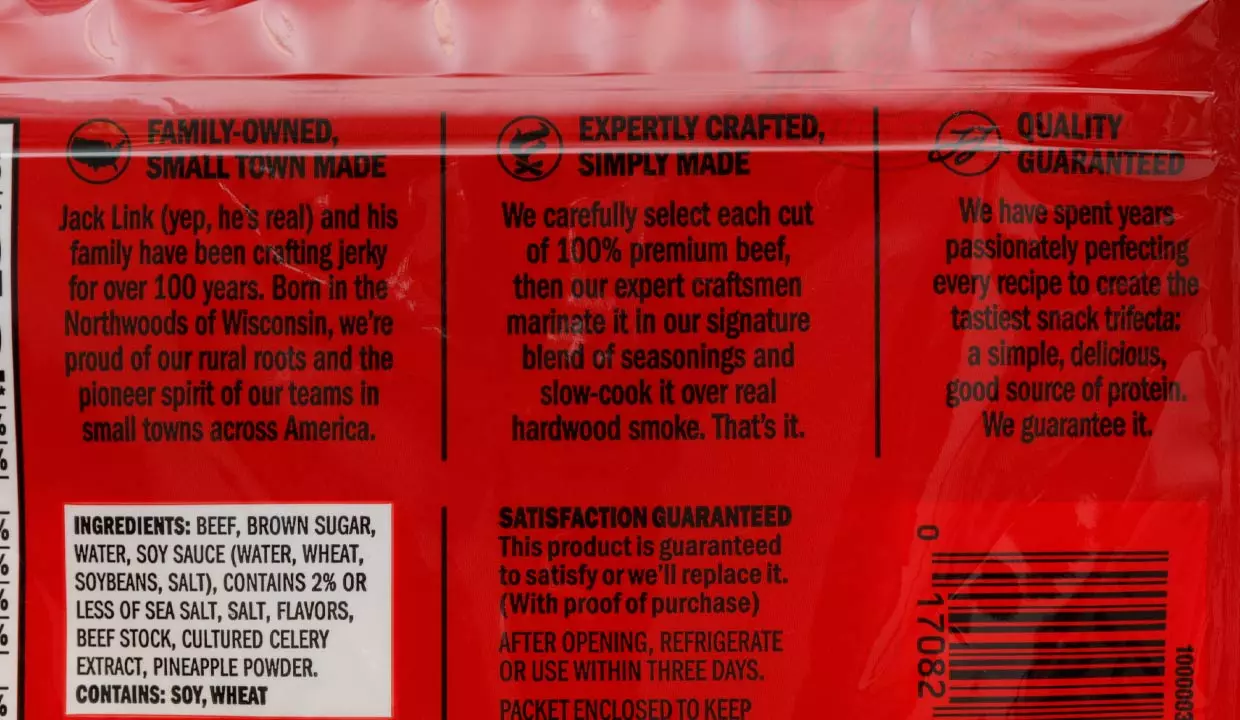 FAMILY-OWNED,
SMALL TOWN MADE
Jack Link (yep, he's real) and his
family have been crafting jerky
for over 100 years. Born in the
Northwoods of Wisconsin, we're
proud of our rural roots and the
pioneer spirit of our teams in
small towns across America.
EXPERTLY CRAFTED,
SIMPLY MADE
We carefully select each cut
of 100% premium beef,
then our expert craftsmen
marinate it in our signature
blend of seasonings and
slow-cook it over real
hardwood smoke. That's it.
QUALITY
GUARANTEED
We have spent years
passionately perfecting
every recipe to create the
tastiest snack trifecta:
a simple, delicious,
good source of protein.
We guarantee it.
INGREDIENTS: BEEF, BROWN SUGAR,
WATER, SOY SAUCE (WATER, WHEAT,
SOYBEANS, SALT), CONTAINS 2% OR
LESS OF SEA SALT, SALT, FLAVORS,
BEEF STOCK, CULTURED CELERY
EXTRACT, PINEAPPLE POWDER.
CONTAINS: SOY, WHEAT
SATISFACTION GUARANTEED
This product is guaranteed
to satisfy or we'll replace it.
(With proof of purchase)
AFTER OPENING, REFRIGERATE
OR USE WITHIN THREE DAYS.
PACKET ENCLOSED TO KEEP
0 17082